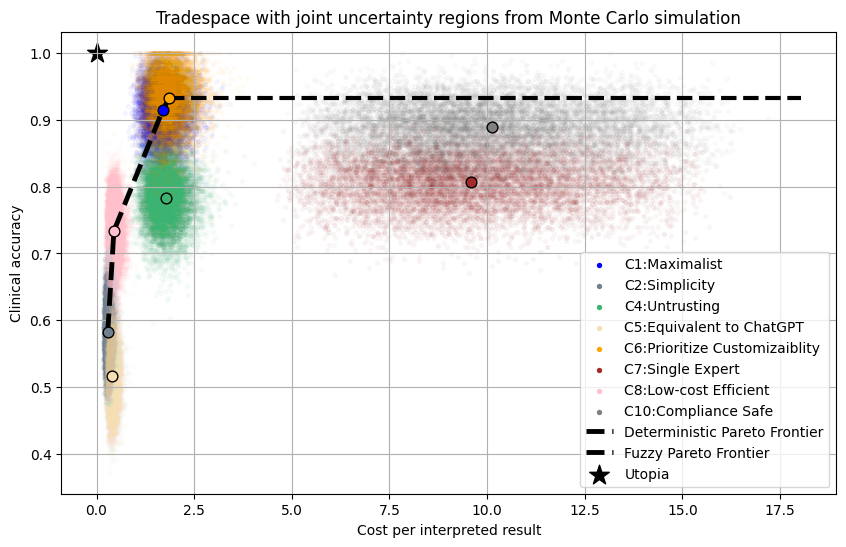 Tradespace with joint uncertainty regions from Monte Carlo simulation
1.0
0.9
0.8
0.7
0.6
0.5
0.4
Clinical accuracy
0.0 2.5 5.0 7.5 10.0 12.5 15.0 17.5
Cost per interpreted result
C1:Maximalist
C2:Simplicity
C4:Untrusting
C5:Equivalent to ChatGPT
C6:Prioritize Customizaiblity
C7:Single Expert
C8:Low-cost Efficient
C10:Compliance Safe
Deterministic Pareto Frontier
Fuzzy Pareto Frontier
Utopia